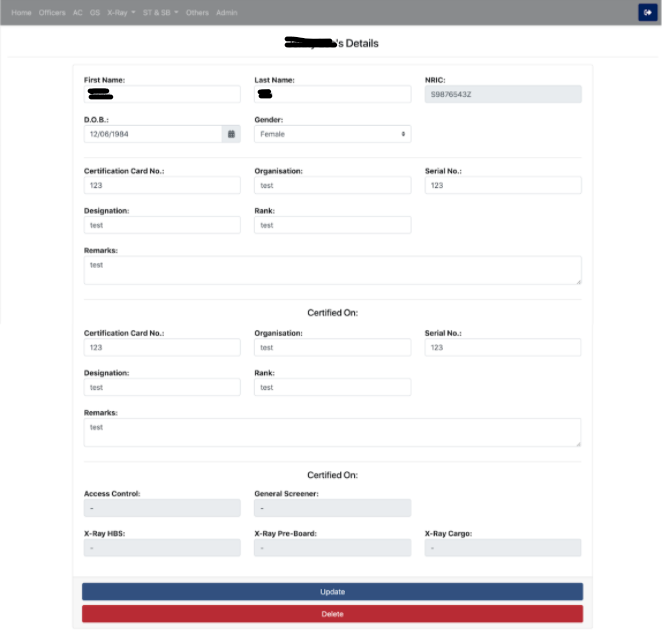 Home Officers AC OS X-Ray ST & SB Others Admin
's Details
First Name: Last Name: NRIC:
S9876543Z
D.O.B.: Gender:
12/06/1984 Female
Certification Card No.: Organisation: Serial No.:
123 test 123
Designation: Rank:
test test
Remarks:
test
Certified On:
Certification Card No.: Organisation: Serial No.:
123 test 123
Designation: Rank:
test test
Remarks:
test
Certified On:
Access Control: General Screener:
- -
X-Ray HBS: X-Ray Pre-Board: X-Ray Cargo:
- - -
Update
Delete